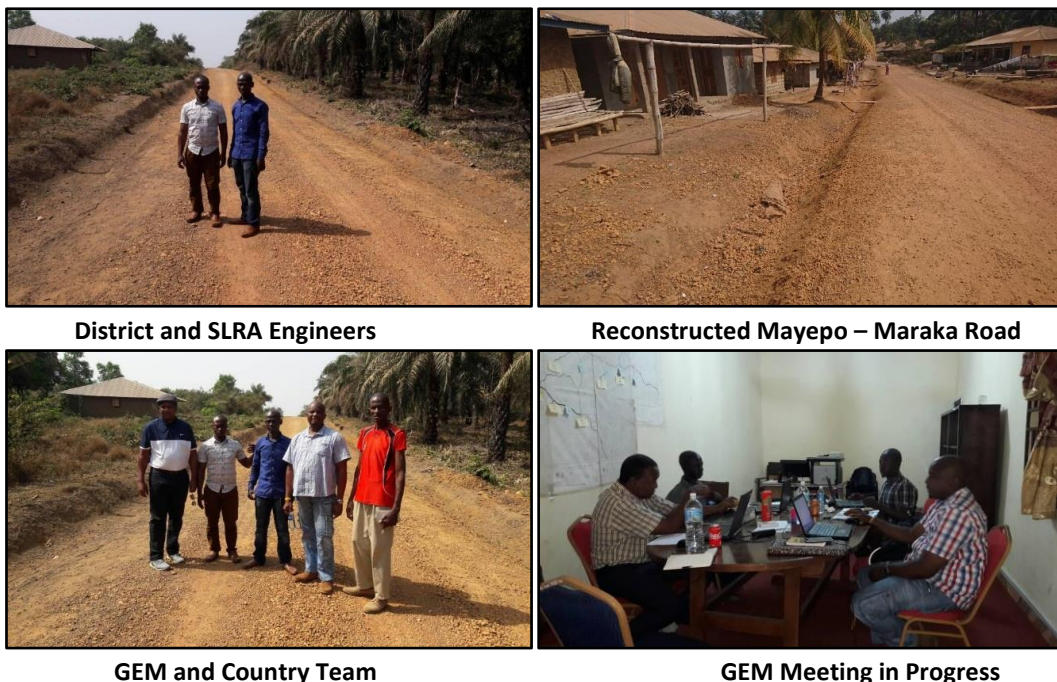 District and SLRA Engineers
Reconstructed Mayepo – Maraka Road
GEM and Country Team
GEM Meeting in Progress